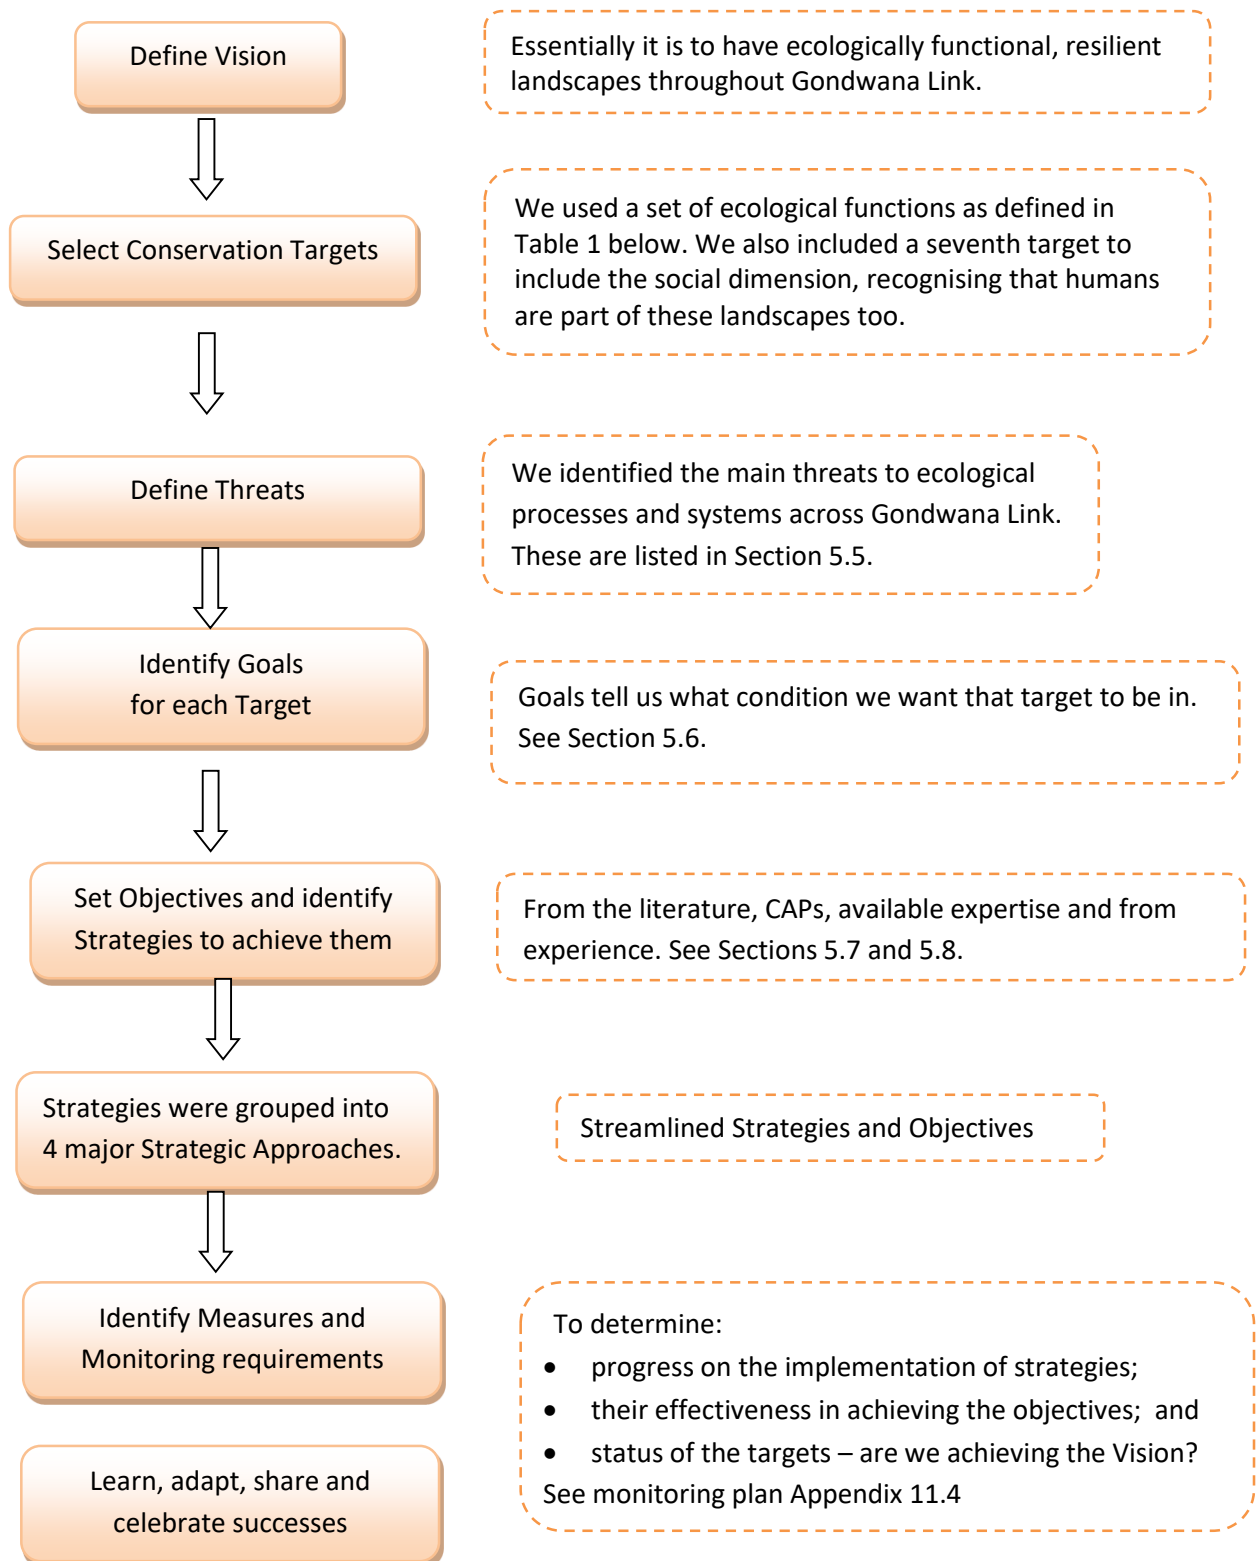 Define Vision
Essentially it is to have ecologically functional, resilient
landscapes throughout Gondwana Link.
Select Conservation Targets
We used a set of ecological functions as defined in
Table 1 below. We also included a seventh target to
include the social dimension, recognising that humans
are part of these landscapes too.
Define Threats
We identified the main threats to ecological
processes and systems across Gondwana Link.
These are listed in Section 5.5.
Identify Goals
for each Target
Goals tell us what condition we want that target to be in.
See Section 5.6.
Set Objectives and identify
Strategies to achieve them
From the literature, CAPs, available expertise and from
experience. See Sections 5.7 and 5.8.
Strategies were grouped into
4 major Strategic Approaches.
Streamlined Strategies and Objectives
Identify Measures and
Monitoring requirements
To determine:
• progress on the implementation of strategies;
• their effectiveness in achieving the objectives; and
• status of the targets – are we achieving the Vision?
See monitoring plan Appendix 11.4
Learn, adapt, share and
celebrate successes